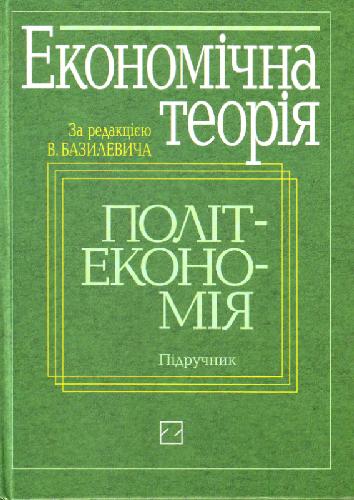 Економічна
теорія
За редакцією
В. БАЗИЛЕВИЧА
ПОЛІТ-
ЕКОНО-
МІЯ
Підручник